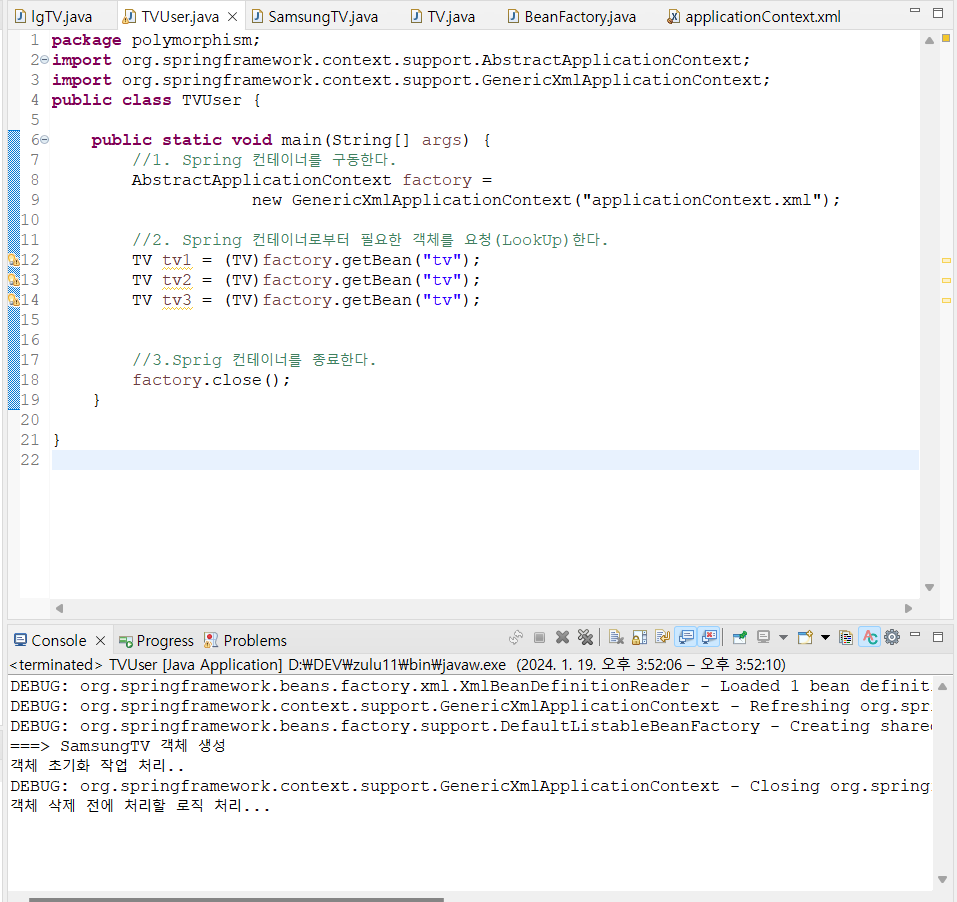 lgTV.java TVUser.java SamsungTV.java TV.java BeanFactory.java applicationContext.xml
1 package polymorphism;
2 import org.springframework.context.support.AbstractApplicationContext;
3 import org.springframework.context.support.GenericXmlApplicationContext;
4 public class TVUser {
5
6 public static void main(String[] args) {
7 //1. Spring 컨테이너를 구동한다.
8 AbstractApplicationContext factory =
9 new GenericXmlApplicationContext("applicationContext.xml");
10
11 //2. Spring 컨테이너로부터 필요한 객체를 요청(LookUp)한다.
12 TV tv1 = (TV)factory.getBean("tv");
13 TV tv2 = (TV)factory.getBean("tv");
14 TV tv3 = (TV)factory.getBean("tv");
15
16
17 //3.Sprig 컨테이너를 종료한다.
18 factory.close();
19 }
20
21 }
22
Console Progress Problems
<terminated> TVUser [Java Application] D:₩DEV₩zulu11₩bin₩javaw.exe (2024. 1. 19. 오후 3:52:06 – 오후 3:52:10)
DEBUG: org.springframework.beans.factory.xml.XmlBeanDefinitionReader - Loaded 1 bean definit
DEBUG: org.springframework.context.support.GenericXmlApplicationContext - Refreshing org.spr
DEBUG: org.springframework.beans.factory.support.DefaultListableBeanFactory - Creating share
===> SamsungTV 객체 생성
객체 초기화 작업 처리..
DEBUG: org.springframework.context.support.GenericXmlApplicationContext - Closing org.spring
객체 삭제 전에 처리할 로직 처리...